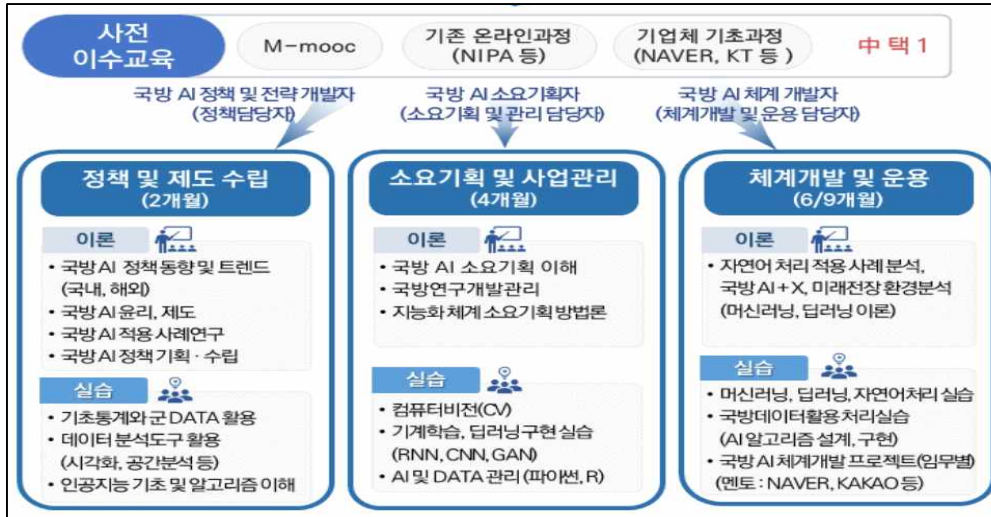 사전
이수교육
M-mooc
기존 온라인과정
(NIPA 등)
기업체 기초과정
(NAVER, KT 등 )
中 택 1
국방 AI 정책 및 전략 개발자
(정책담당자)
국방 AI 소요기획자
(소요기획 및 관리 담당자)
국방 AI 체계 개발자
(체계개발 및 운용 담당자)
정책 및 제도 수립
(2개월)
이론
• 국방 AI 정책 동향 및 트렌드
(국내, 해외)
• 국방 AI 윤리, 제도
• 국방 AI 적용 사례연구
• 국방 AI 정책 기획 · 수립
실습
• 기초통계와 군 DATA 활용
• 데이터 분석도구 활용
(시각화, 공간분석 등)
• 인공지능 기초 및 알고리즘 이해
소요기획 및 사업관리
(4개월)
이론
• 국방 AI 소요기획 이해
• 국방연구개발관리
• 지능화 체계 소요기획 방법론
실습
• 컴퓨터비전(CV)
• 기계학습, 딥러닝구현 실습
(RNN, CNN, GAN)
• AI 및 DATA 관리 (파이썬, R)
체계개발 및 운용
(6/9개월)
이론
• 자연어 처리 적용 사례 분석,
국방 AI + X, 미래전장 환경분석
(머신러닝, 딥러닝 이론)
실습
• 머신러닝, 딥러닝, 자연어처리 실습
• 국방데이터활용 처리실습
(AI 알고리즘 설계, 구현)
• 국방 AI 체계개발 프로젝트(임무별)
(멘토 : NAVER, KAKAO 등)